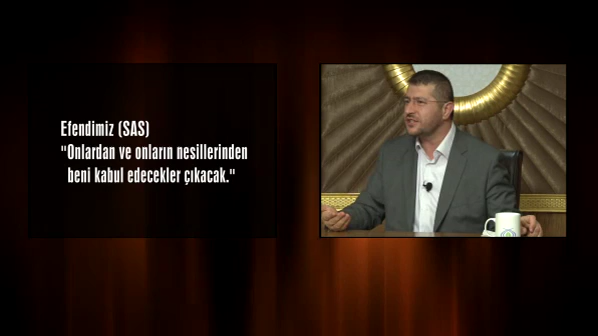 Efendimiz (SAS)
"Onlardan ve onların nesillerinden
beni kabul edecekler çıkacak."